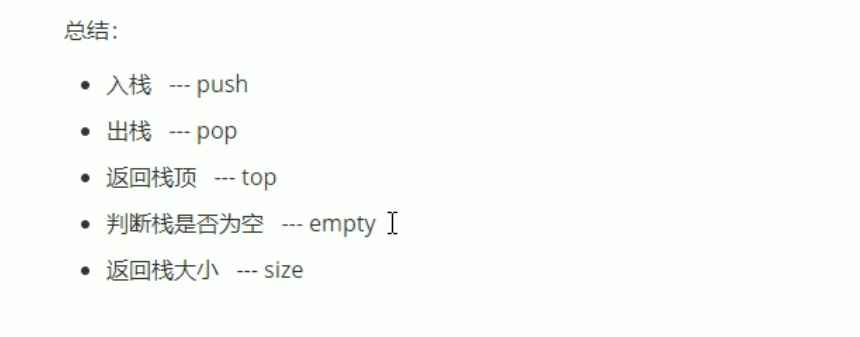 总结：
• 入栈 --- push
• 出栈 --- pop
• 返回栈顶 --- top
• 判断栈是否为空 --- empty
• 返回栈大小 --- size